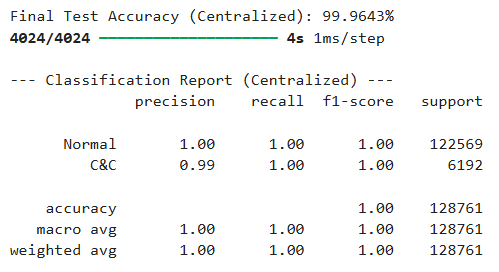 Final Test Accuracy (Centralized): 99.9643%
4024/4024 ━━━━━━━━━━━━━━━━━━━━ 4s 1ms/step
--- Classification Report (Centralized) ---
precision recall f1-score support
Normal 1.00 1.00 1.00 122569
C&C 0.99 1.00 1.00 6192
accuracy 1.00 128761
macro avg 1.00 1.00 1.00 128761
weighted avg 1.00 1.00 1.00 128761